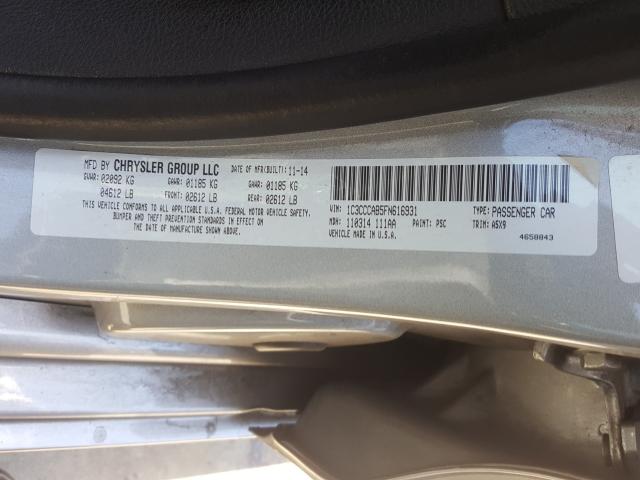 MFD BY CHRYSLER GROUP LLC DATE OF MFR(BUILT): 11-14
GVWR: 02092 KG GAWR: 01185 KG GAWR: 01185 KG
04612 LB FRONT: 02612 LB REAR: 02612 LB
THIS VEHICLE CONFORMS TO ALL APPLICABLE U.S.A. FEDERAL MOTOR VEHICLE SAFETY,
BUMPER AND THEFT PREVENTION STANDARDS IN EFFECT ON
THE DATE OF MANUFACTURE SHOWN ABOVE.
VIN: 1C3CCCAB5FN616931 TYPE: PASSENGER CAR
MDH: 110314 111AA PAINT: PSC TRIM: A5X9
VEHICLE MADE IN U.S.A.
4658843